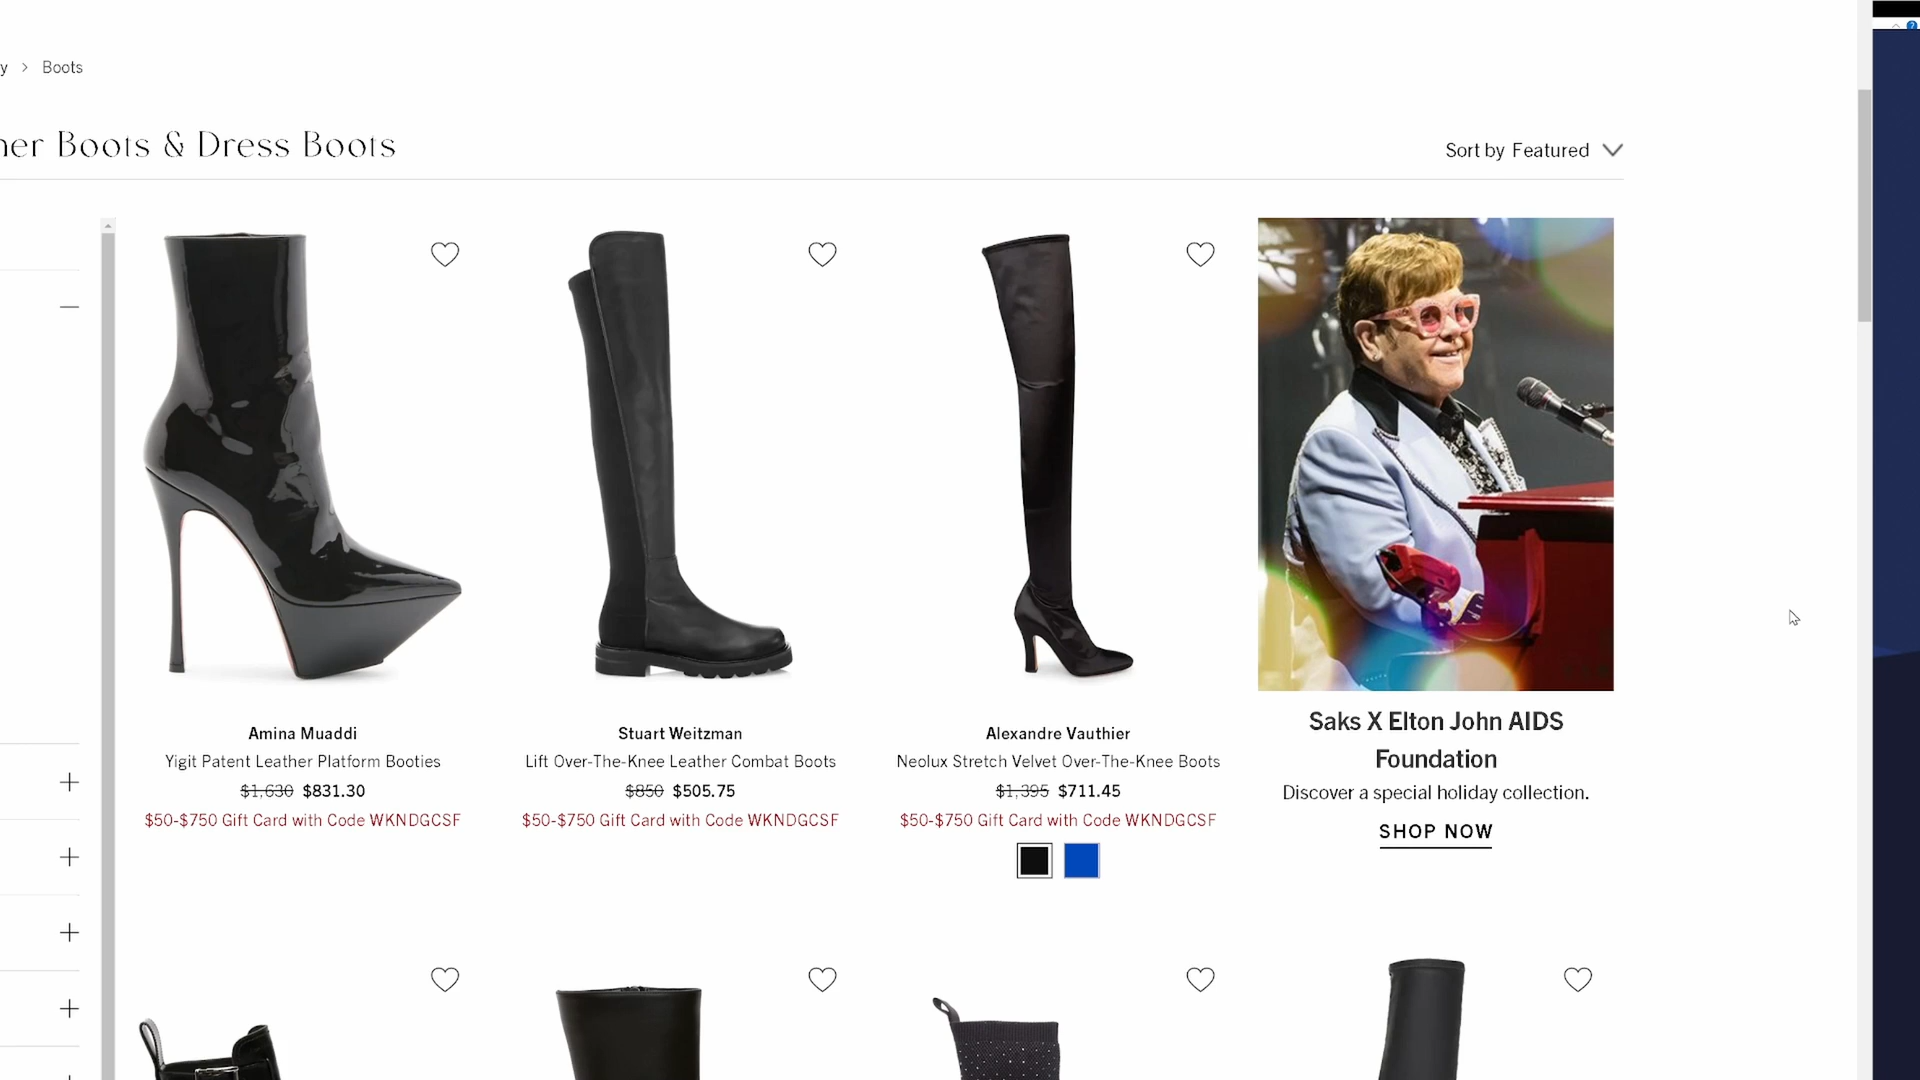 y > Boots
ner Boots & Dress Boots
Sort by Featured
Amina Muaddi
Yigit Patent Leather Platform Booties
$1,630 $831.30
$50-$750 Gift Card with Code WKNDGCSF
Stuart Weitzman
Lift Over-The-Knee Leather Combat Boots
$850 $505.75
$50-$750 Gift Card with Code WKNDGCSF
Alexandre Vauthier
Neolux Stretch Velvet Over-The-Knee Boots
$1,395 $711.45
$50-$750 Gift Card with Code WKNDGCSF
Saks X Elton John AIDS
Foundation
Discover a special holiday collection.
SHOP NOW